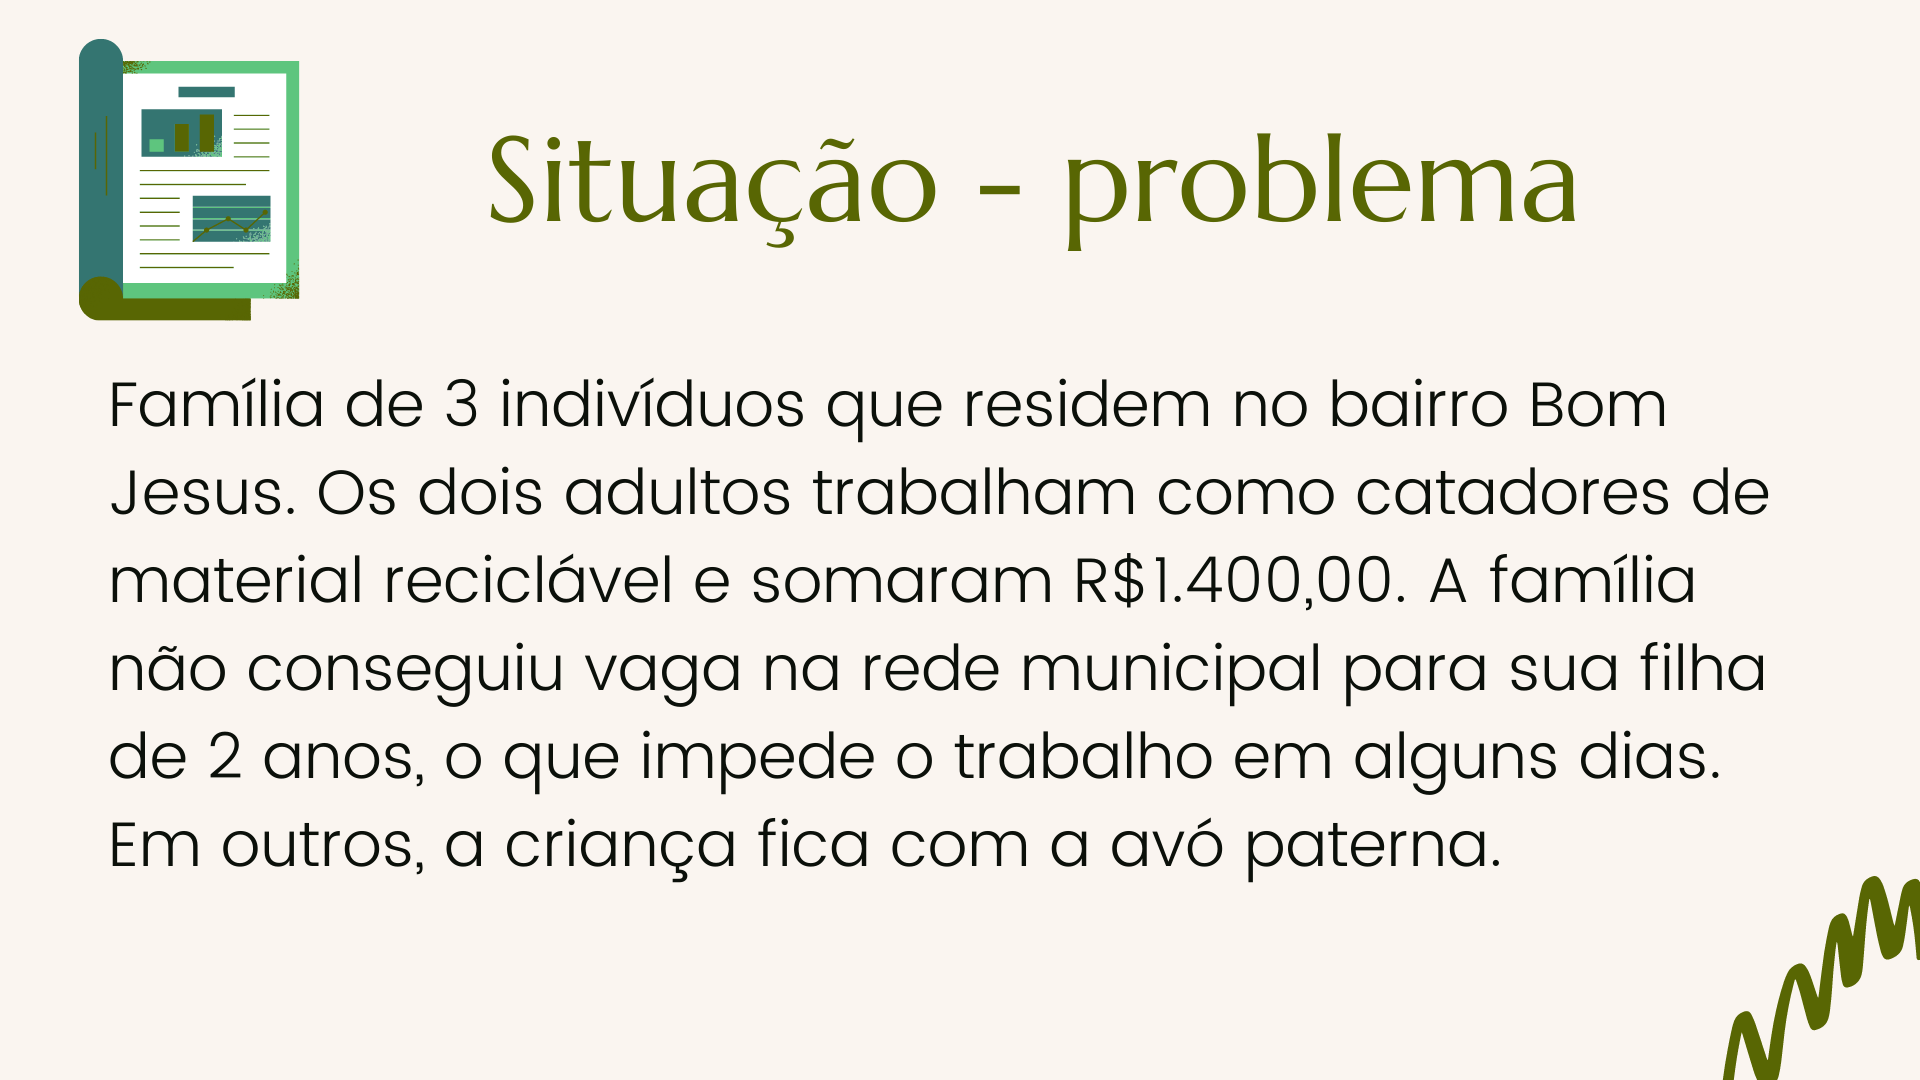 Situação - problema
Família de 3 indivíduos que residem no bairro Bom
Jesus. Os dois adultos trabalham como catadores de
material reciclável e somaram R$1.400,00. A família
não conseguiu vaga na rede municipal para sua filha
de 2 anos, o que impede o trabalho em alguns dias.
Em outros, a criança fica com a avó paterna.